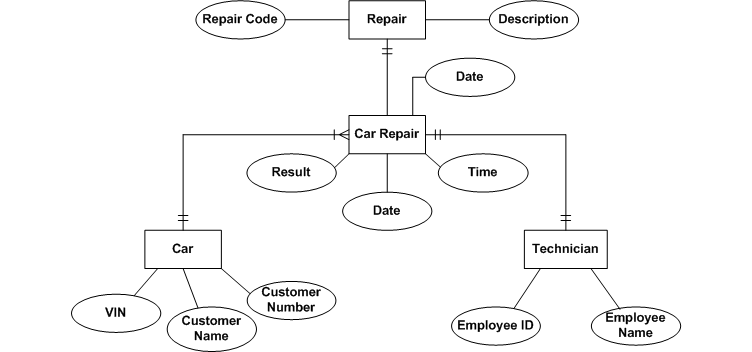 Repair Code
Repair
Description
Date
Car Repair
Result
Time
Date
Car
Technician
VIN
Customer
Name
Customer
Number
Employee ID
Employee
Name